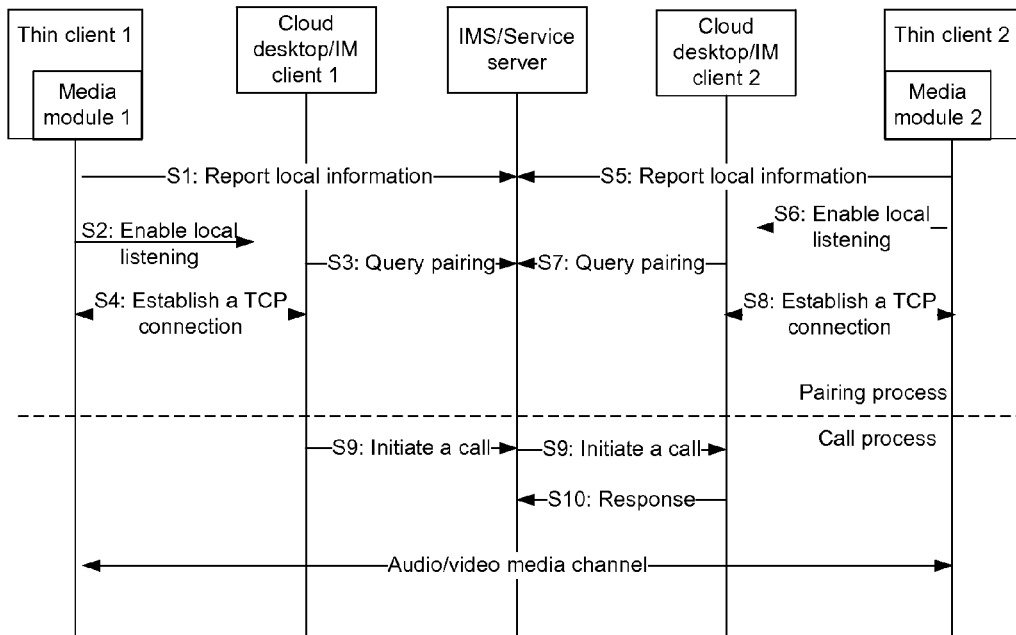 Thin client 1
Media
module 1
Cloud
desktop/IM
client 1
IMS/Service
server
Cloud
desktop/IM
client 2
Thin client 2
Media
module 2
S1: Report local information
S5: Report local information
S2: Enable local
listening
S6: Enable local
listening
S3: Query pairing
S7: Query pairing
S4: Establish a TCP
connection
S8: Establish a TCP
connection
Pairing process
Call process
S9: Initiate a call
S9: Initiate a call
S10: Response
Audio/video media channel